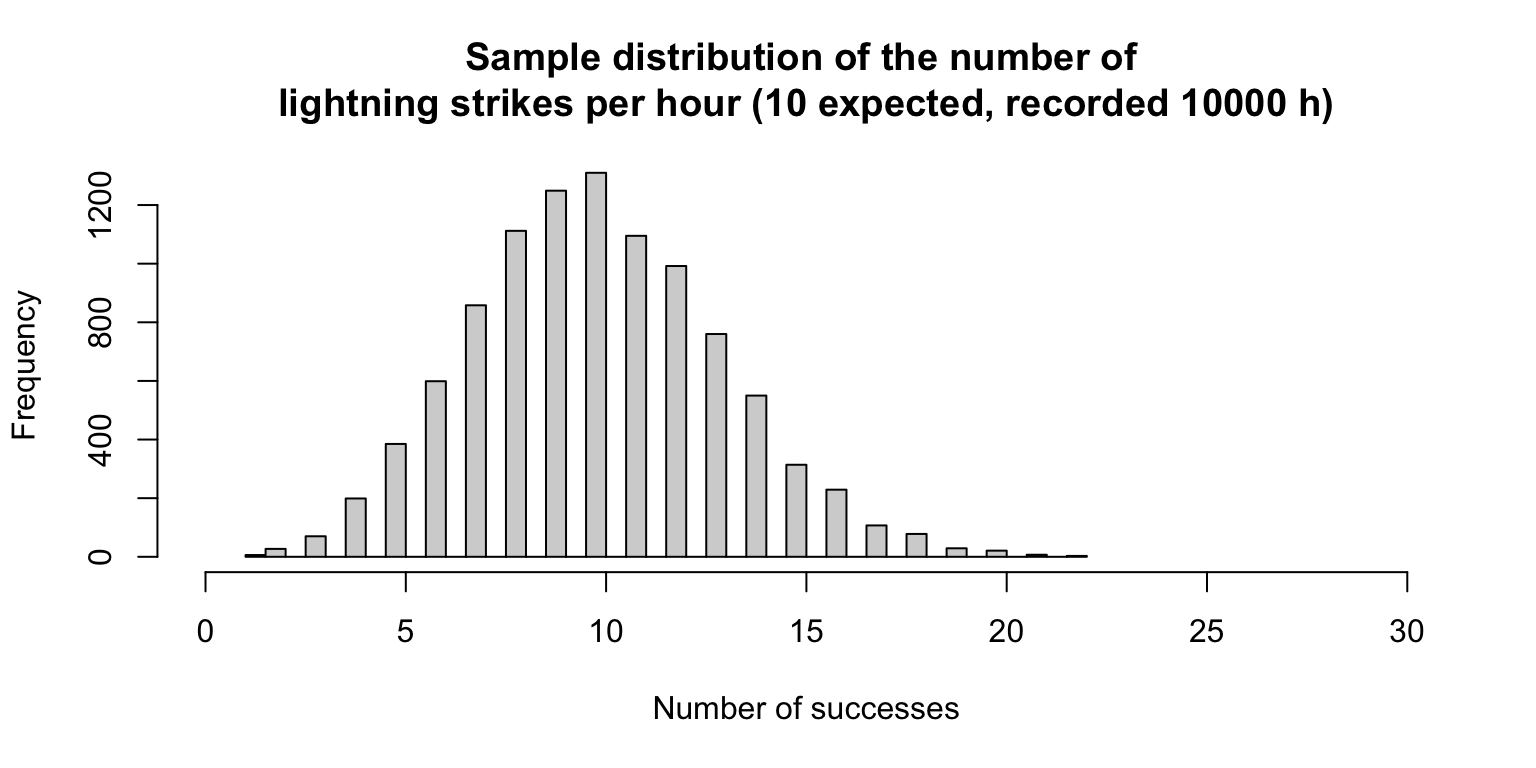 Sample distribution of the number of
lightning strikes per hour (10 expected, recorded 10000 h)
Frequency
1200
800
400
0
0 5 10 15 20 25 30
Number of successes